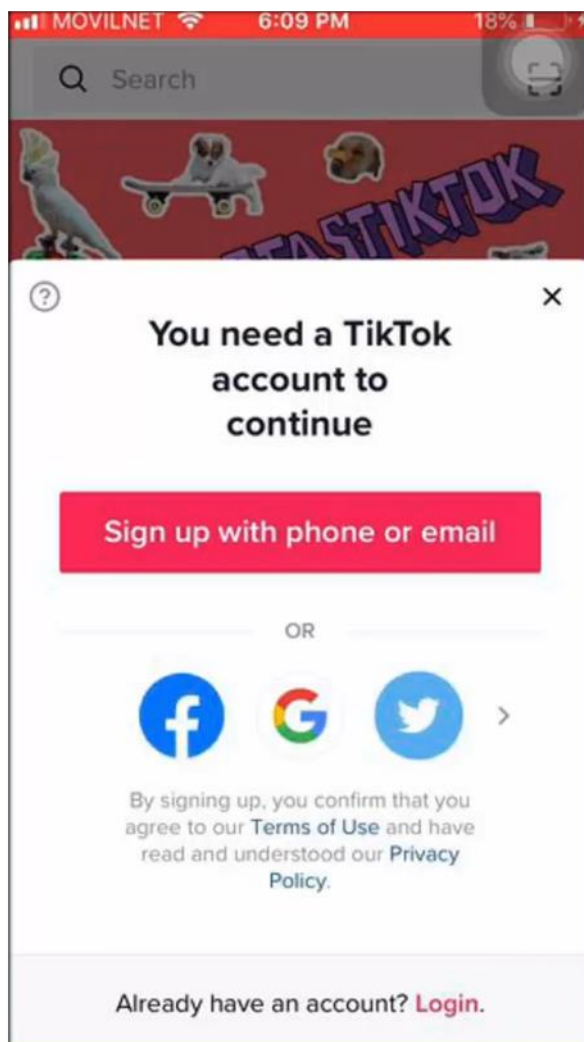 MOVILNET 6:09 PM 18%
Search
TASTIKTOK
You need a TikTok
account to
continue
Sign up with phone or email
OR
By signing up, you confirm that you
agree to our Terms of Use and have
read and understood our Privacy
Policy.
Already have an account? Login.